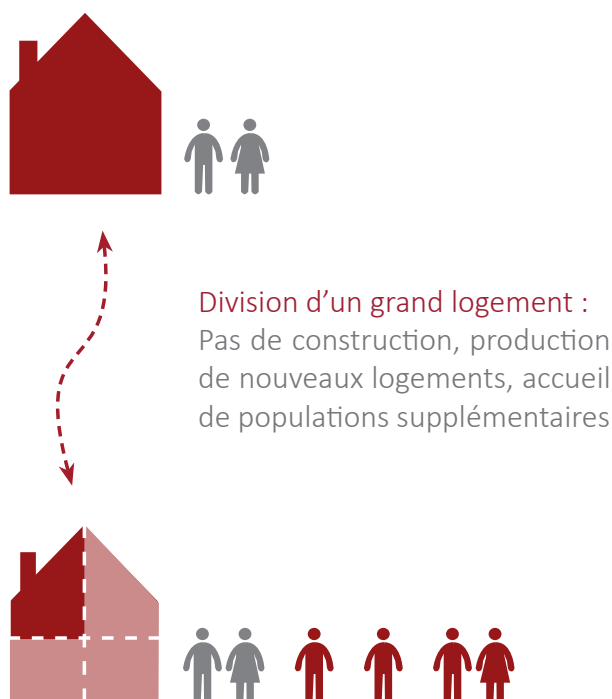 Division d’un grand logement :
Pas de construction, production
de nouveaux logements, accueil
de populations supplémentaires